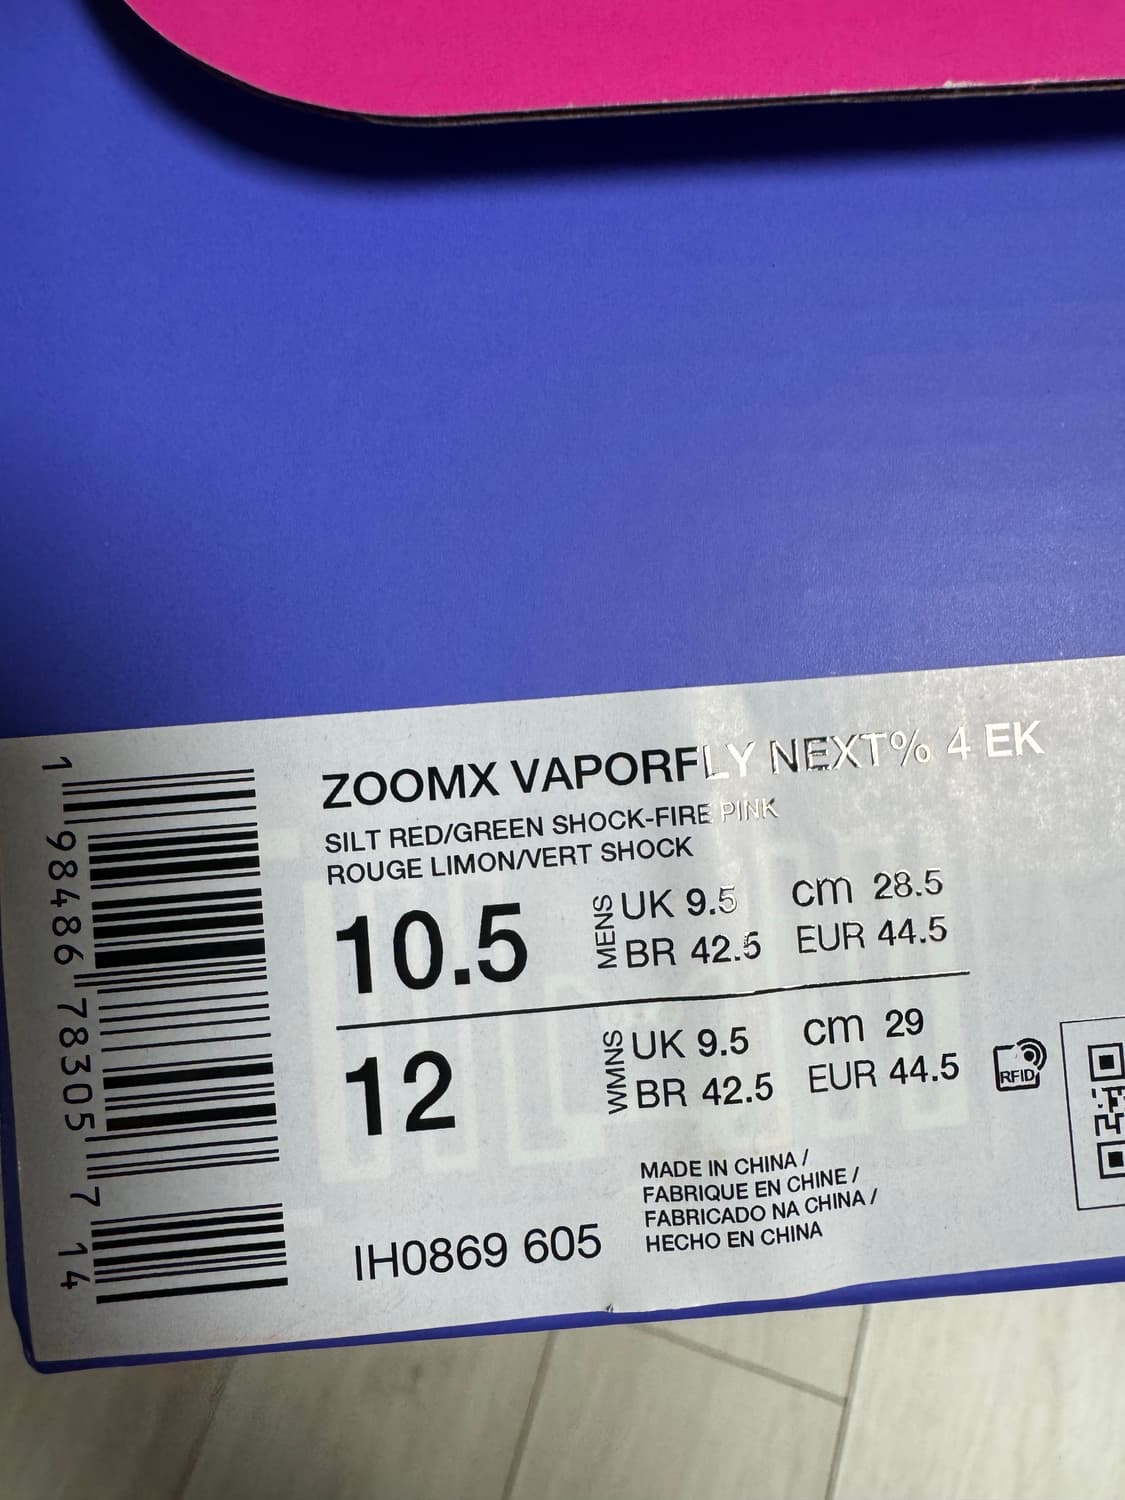 ZOOMX VAPORFLY NEXT% 4 EK
SILT RED/GREEN SHOCK-FIRE PINK
ROUGE LIMON/VERT SHOCK
10.5
MENS
UK 9.5 cm 28.5
BR 42.5 EUR 44.5
12
WMNS
UK 9.5 cm 29
BR 42.5 EUR 44.5
RFID
MADE IN CHINA /
FABRIQUE EN CHINE /
FABRICADO NA CHINA /
HECHO EN CHINA
IH0869 605
1 98486 78305 7 14